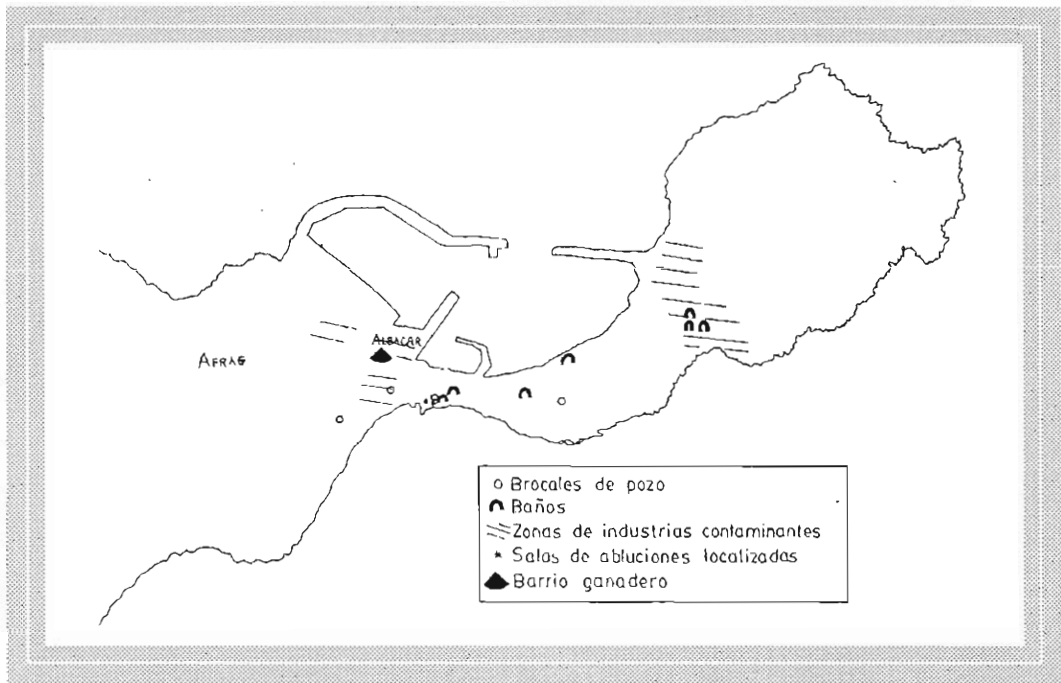 ALBACAR
AFRAG
Brocales de pozo
Baños
Zonas de industrias contaminantes
Salas de abluciones localizadas
Barrio ganadero